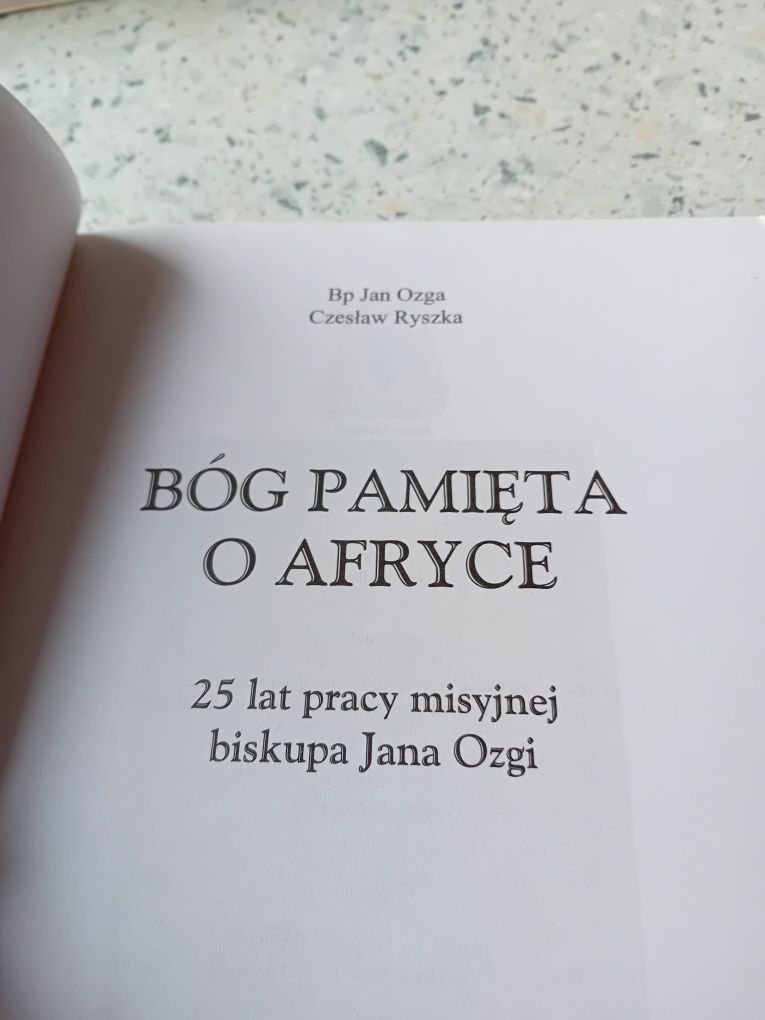 Bp Jan Ozga
Czesław Ryszka
BÓG PAMIĘTA
O AFRYCE
25 lat pracy misyjnej
biskupa Jana Ozgi